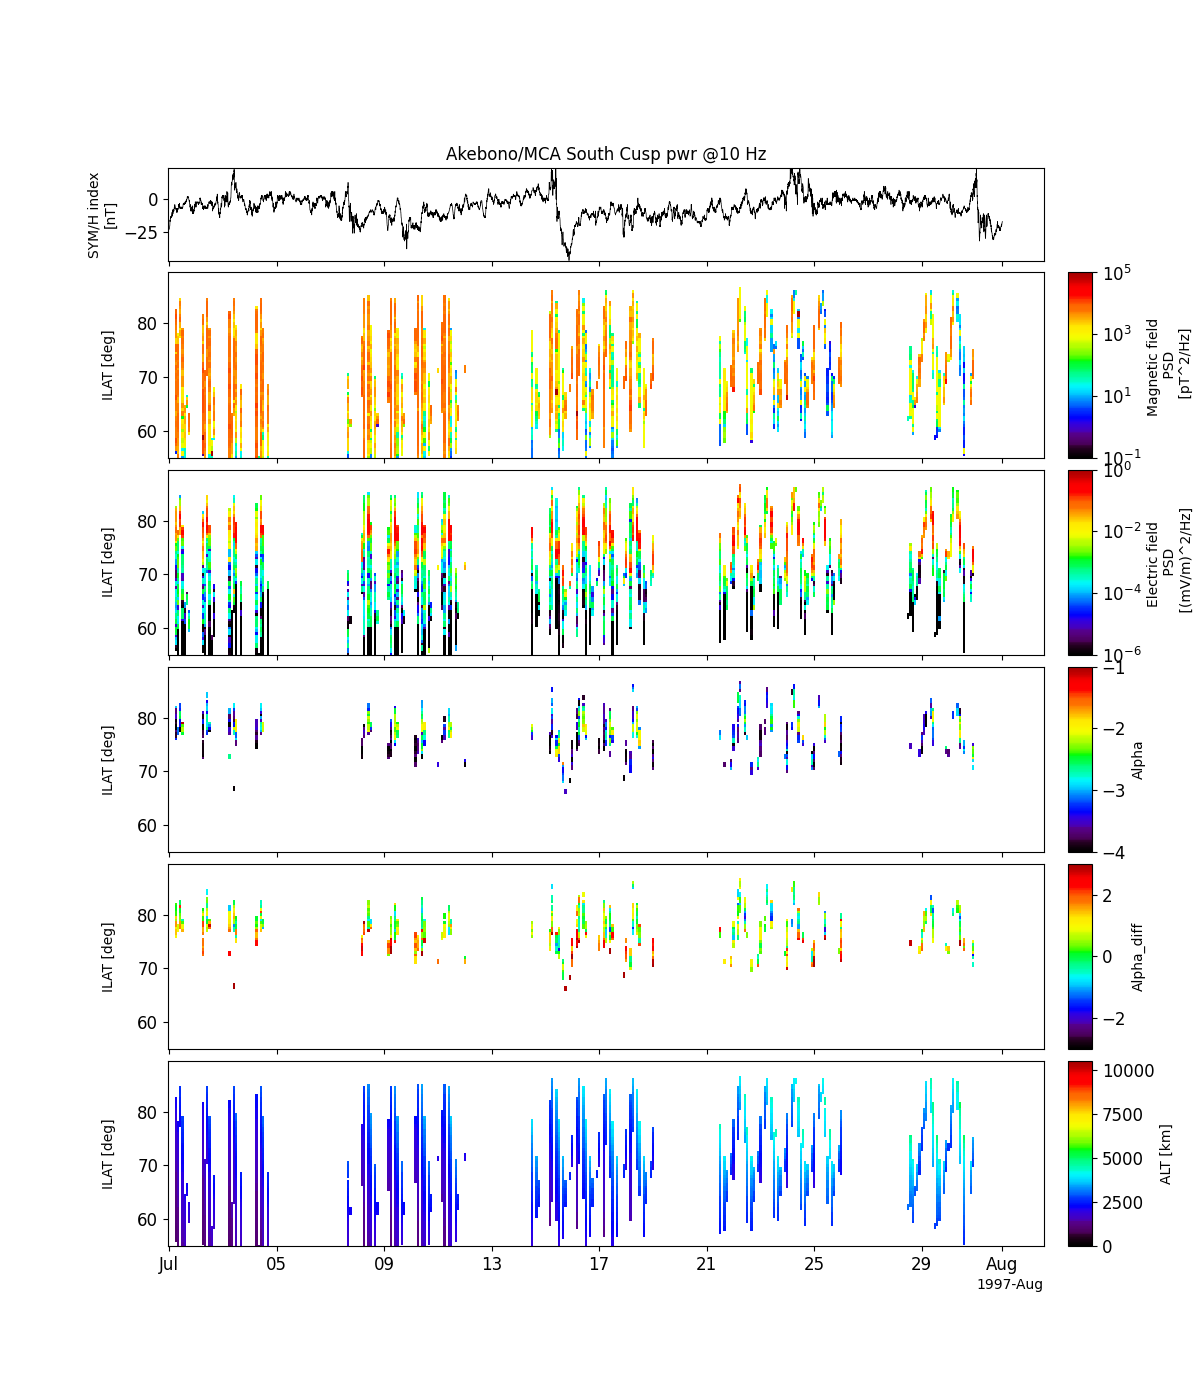 Akebono/MCA South Cusp pwr @10 Hz
SYM/H index
[nT]
0
−25
ILAT [deg]
80
70
60
10^5
10^3
10^1
10^-1
Magnetic field
PSD
[pT^2/Hz]
ILAT [deg]
80
70
60
10^0
10^-2
10^-4
10^-6
Electric field
PSD
[(mV/m)^2/Hz]
ILAT [deg]
80
70
60
−1
−2
−3
−4
Alpha
ILAT [deg]
80
70
60
2
0
−2
Alpha_diff
ILAT [deg]
80
70
60
10000
7500
5000
2500
0
ALT [km]
Jul 05 09 13 17 21 25 29 Aug
1997-Aug